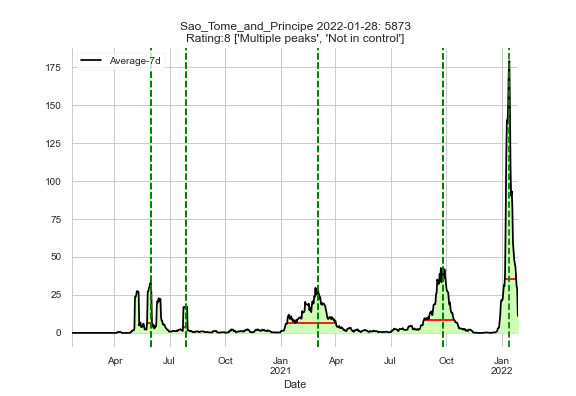 Sao_Tome_and_Principe 2022-01-28: 5873
Rating:8 ['Multiple peaks', 'Not in control']
Average-7d
175
150
125
100
75
50
25
0
Apr Jul Oct Jan Apr Jul Oct Jan
2021 2022
Date